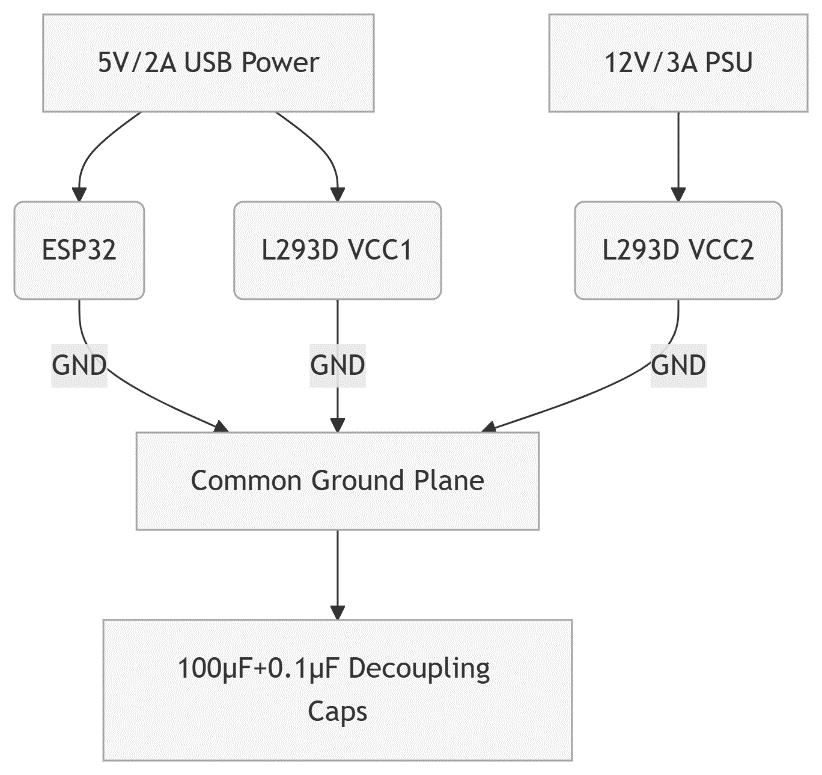 5V/2A USB Power
12V/3A PSU
ESP32
L293D VCC1
L293D VCC2
GND
GND
GND
Common Ground Plane
100μF+0.1μF Decoupling
Caps